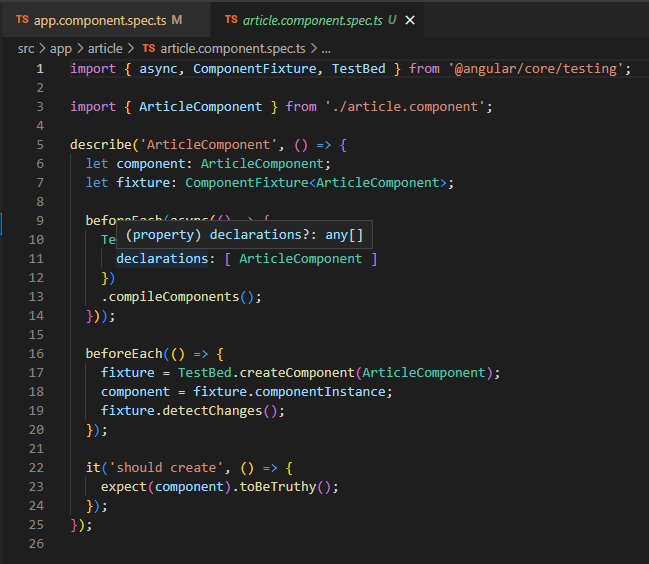 TS app.component.spec.ts M
TS article.component.spec.ts U ×
src > app > article > TS article.component.spec.ts > ...
1 import { async, ComponentFixture, TestBed } from '@angular/core/testing';
2
3 import { ArticleComponent } from './article.component';
4
5 describe('ArticleComponent', () => {
6 let component: ArticleComponent;
7 let fixture: ComponentFixture<ArticleComponent>;
8
9 beforeEach(async(() => {
(property) declarations?: any[]
10 Te
11 declarations: [ ArticleComponent ]
12 })
13 .compileComponents();
14 }));
15
16 beforeEach(() => {
17 fixture = TestBed.createComponent(ArticleComponent);
18 component = fixture.componentInstance;
19 fixture.detectChanges();
20 });
21
22 it('should create', () => {
23 expect(component).toBeTruthy();
24 });
25 });
26